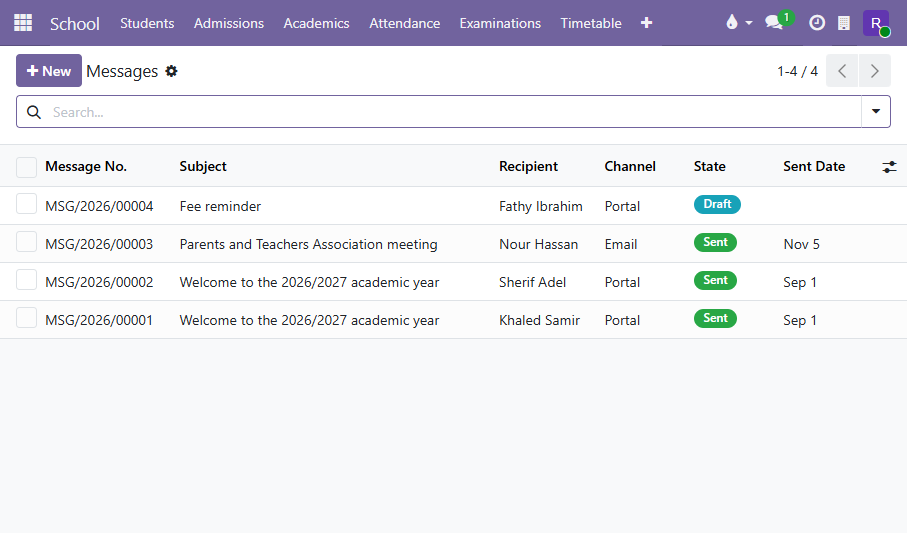 School Students Admissions Academics Attendance Examinations Timetable 1 R
New Messages 1-4 / 4
Search...
Message No. Subject Recipient Channel State Sent Date
MSG/2026/00004 Fee reminder Fathy Ibrahim Portal Draft
MSG/2026/00003 Parents and Teachers Association meeting Nour Hassan Email Sent Nov 5
MSG/2026/00002 Welcome to the 2026/2027 academic year Sherif Adel Portal Sent Sep 1
MSG/2026/00001 Welcome to the 2026/2027 academic year Khaled Samir Portal Sent Sep 1